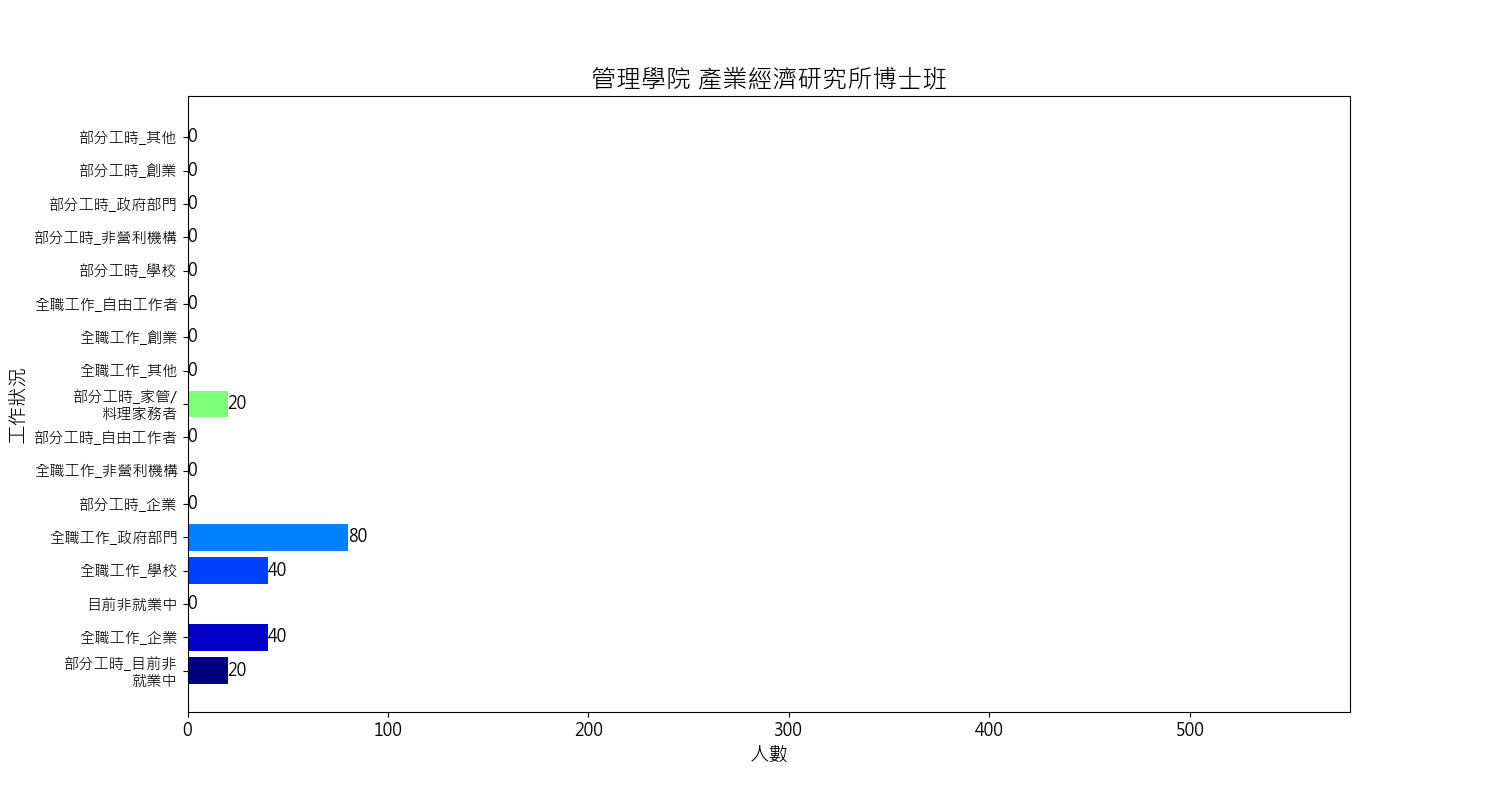 管理學院 產業經濟研究所博士班
部分工時_其他 0
部分工時_創業 0
部分工時_政府部門 0
部分工時_非營利機構 0
部分工時_學校 0
全職工作_自由工作者 0
全職工作_創業 0
全職工作_其他 0
部分工時_家管/
料理家務者 20
部分工時_自由工作者 0
全職工作_非營利機構 0
部分工時_企業 0
全職工作_政府部門 80
全職工作_學校 40
目前非就業中 0
全職工作_企業 40
部分工時_目前非
就業中 20
工作狀況
0 100 200 300 400 500
人數